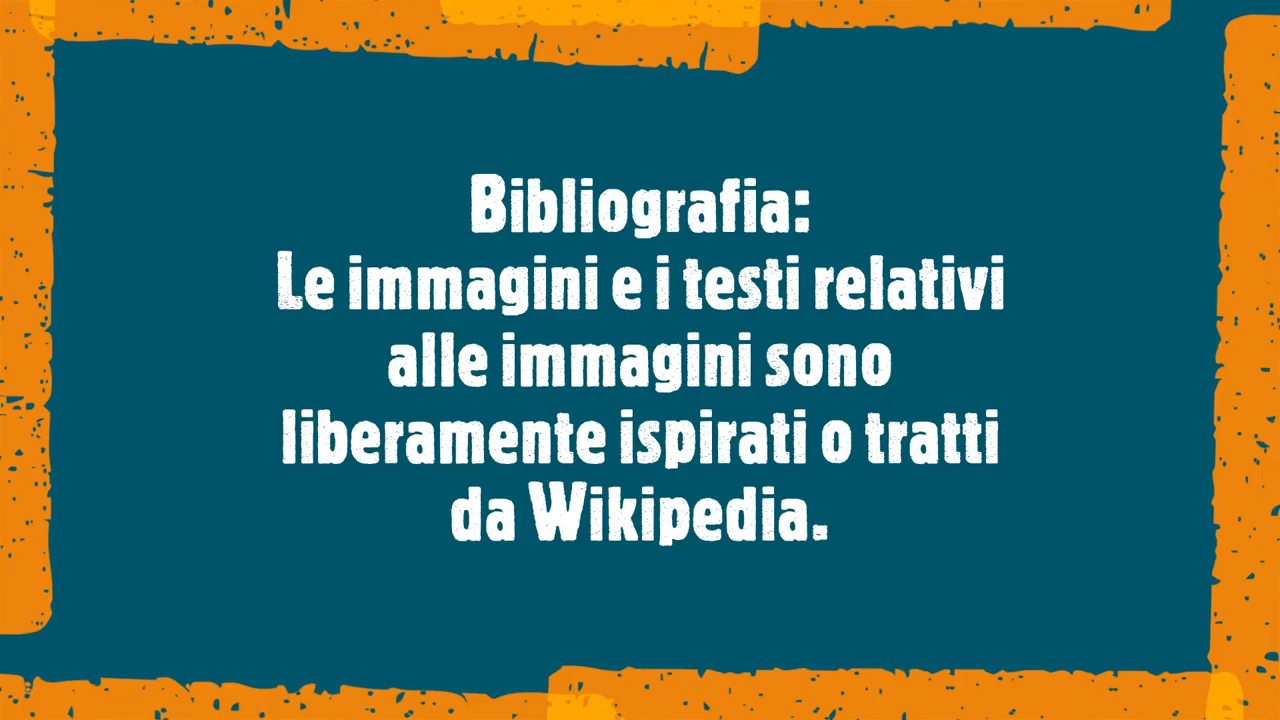 Bibliografia:
Le immagini e i testi relativi
alle immagini sono
liberamente ispirati o tratti
da Wikipedia.